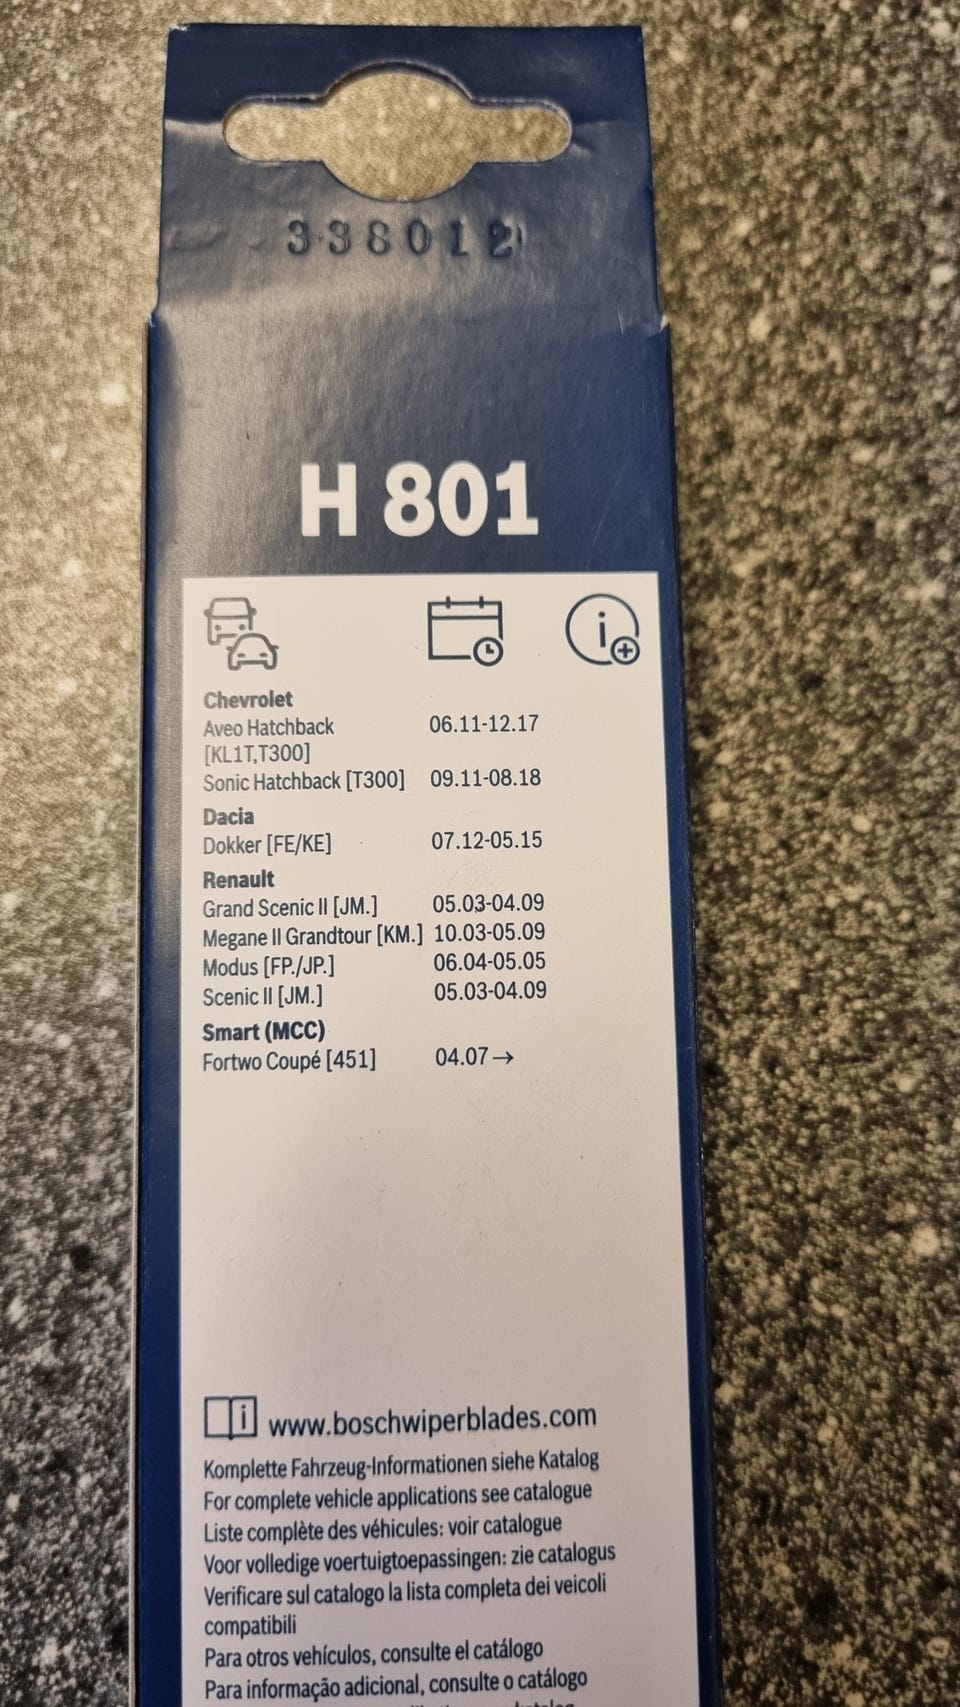 338012
H 801
Chevrolet
Aveo Hatchback 06.11-12.17
[KL1T,T300]
Sonic Hatchback [T300] 09.11-08.18
Dacia
Dokker [FE/KE] 07.12-05.15
Renault
Grand Scenic II [JM.] 05.03-04.09
Megane II Grandtour [KM.] 10.03-05.09
Modus [FP./JP.] 06.04-05.05
Scenic II [JM.] 05.03-04.09
Smart (MCC)
Fortwo Coupé [451] 04.07→
www.boschwiperblades.com
Komplette Fahrzeug-Informationen siehe Katalog
For complete vehicle applications see catalogue
Liste complète des véhicules: voir catalogue
Voor volledige voertuigtoepassingen: zie catalogus
Verificare sul catalogo la lista completa dei veicoli
compatibili
Para otros vehículos, consulte el catálogo
Para informação adicional, consulte o catálogo